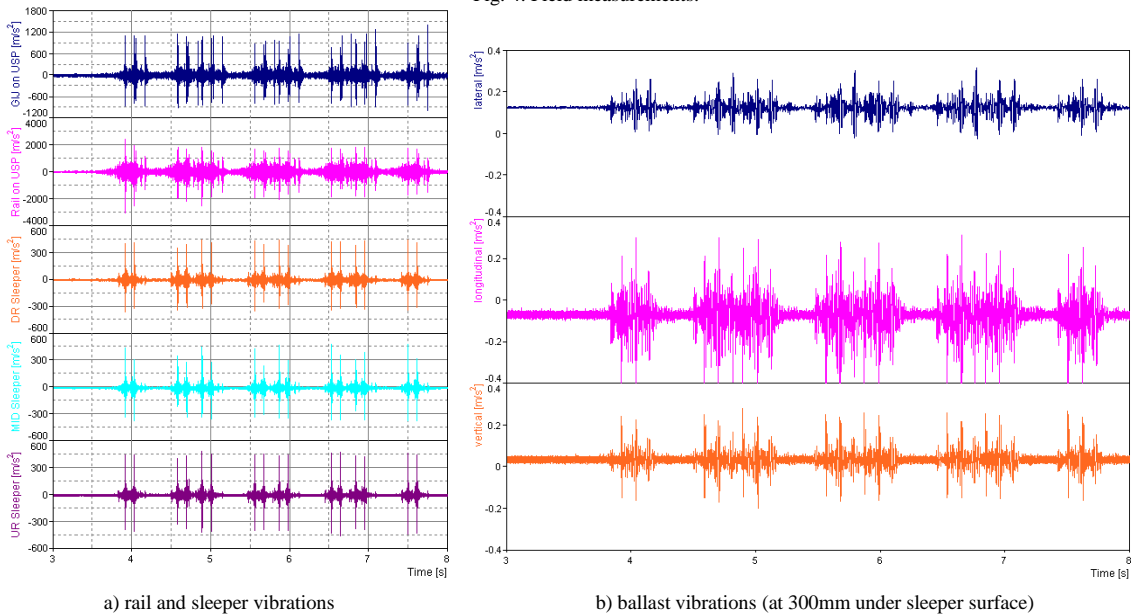 Fig. 4. Field measurements.
GIJ on USP [m/s²]
1800
1200
600
0
-600
-1200
Rail on USP [m/s²]
4000
2000
0
-2000
-4000
DR Sleeper [m/s²]
600
300
0
-300
-600
MID Sleeper [m/s²]
600
300
0
-300
-600
UR Sleeper [m/s²]
600
300
0
-300
-600
3 4 5 6 7 8
Time [s]
a) rail and sleeper vibrations
lateral [m/s²]
0.4
0.2
0
-0.2
-0.4
longitudinal [m/s²]
0.4
0.2
0
-0.2
vertical [m/s²]
0.4
0.2
0
-0.2
-0.4
3 4 5 6 7 8
Time [s]
b) ballast vibrations (at 300mm under sleeper surface)